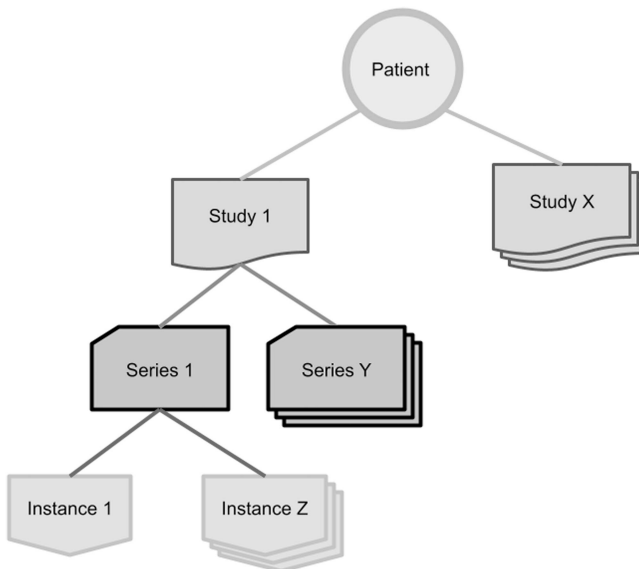 Patient
Study 1
Study X
Series 1
Series Y
Instance 1
Instance Z